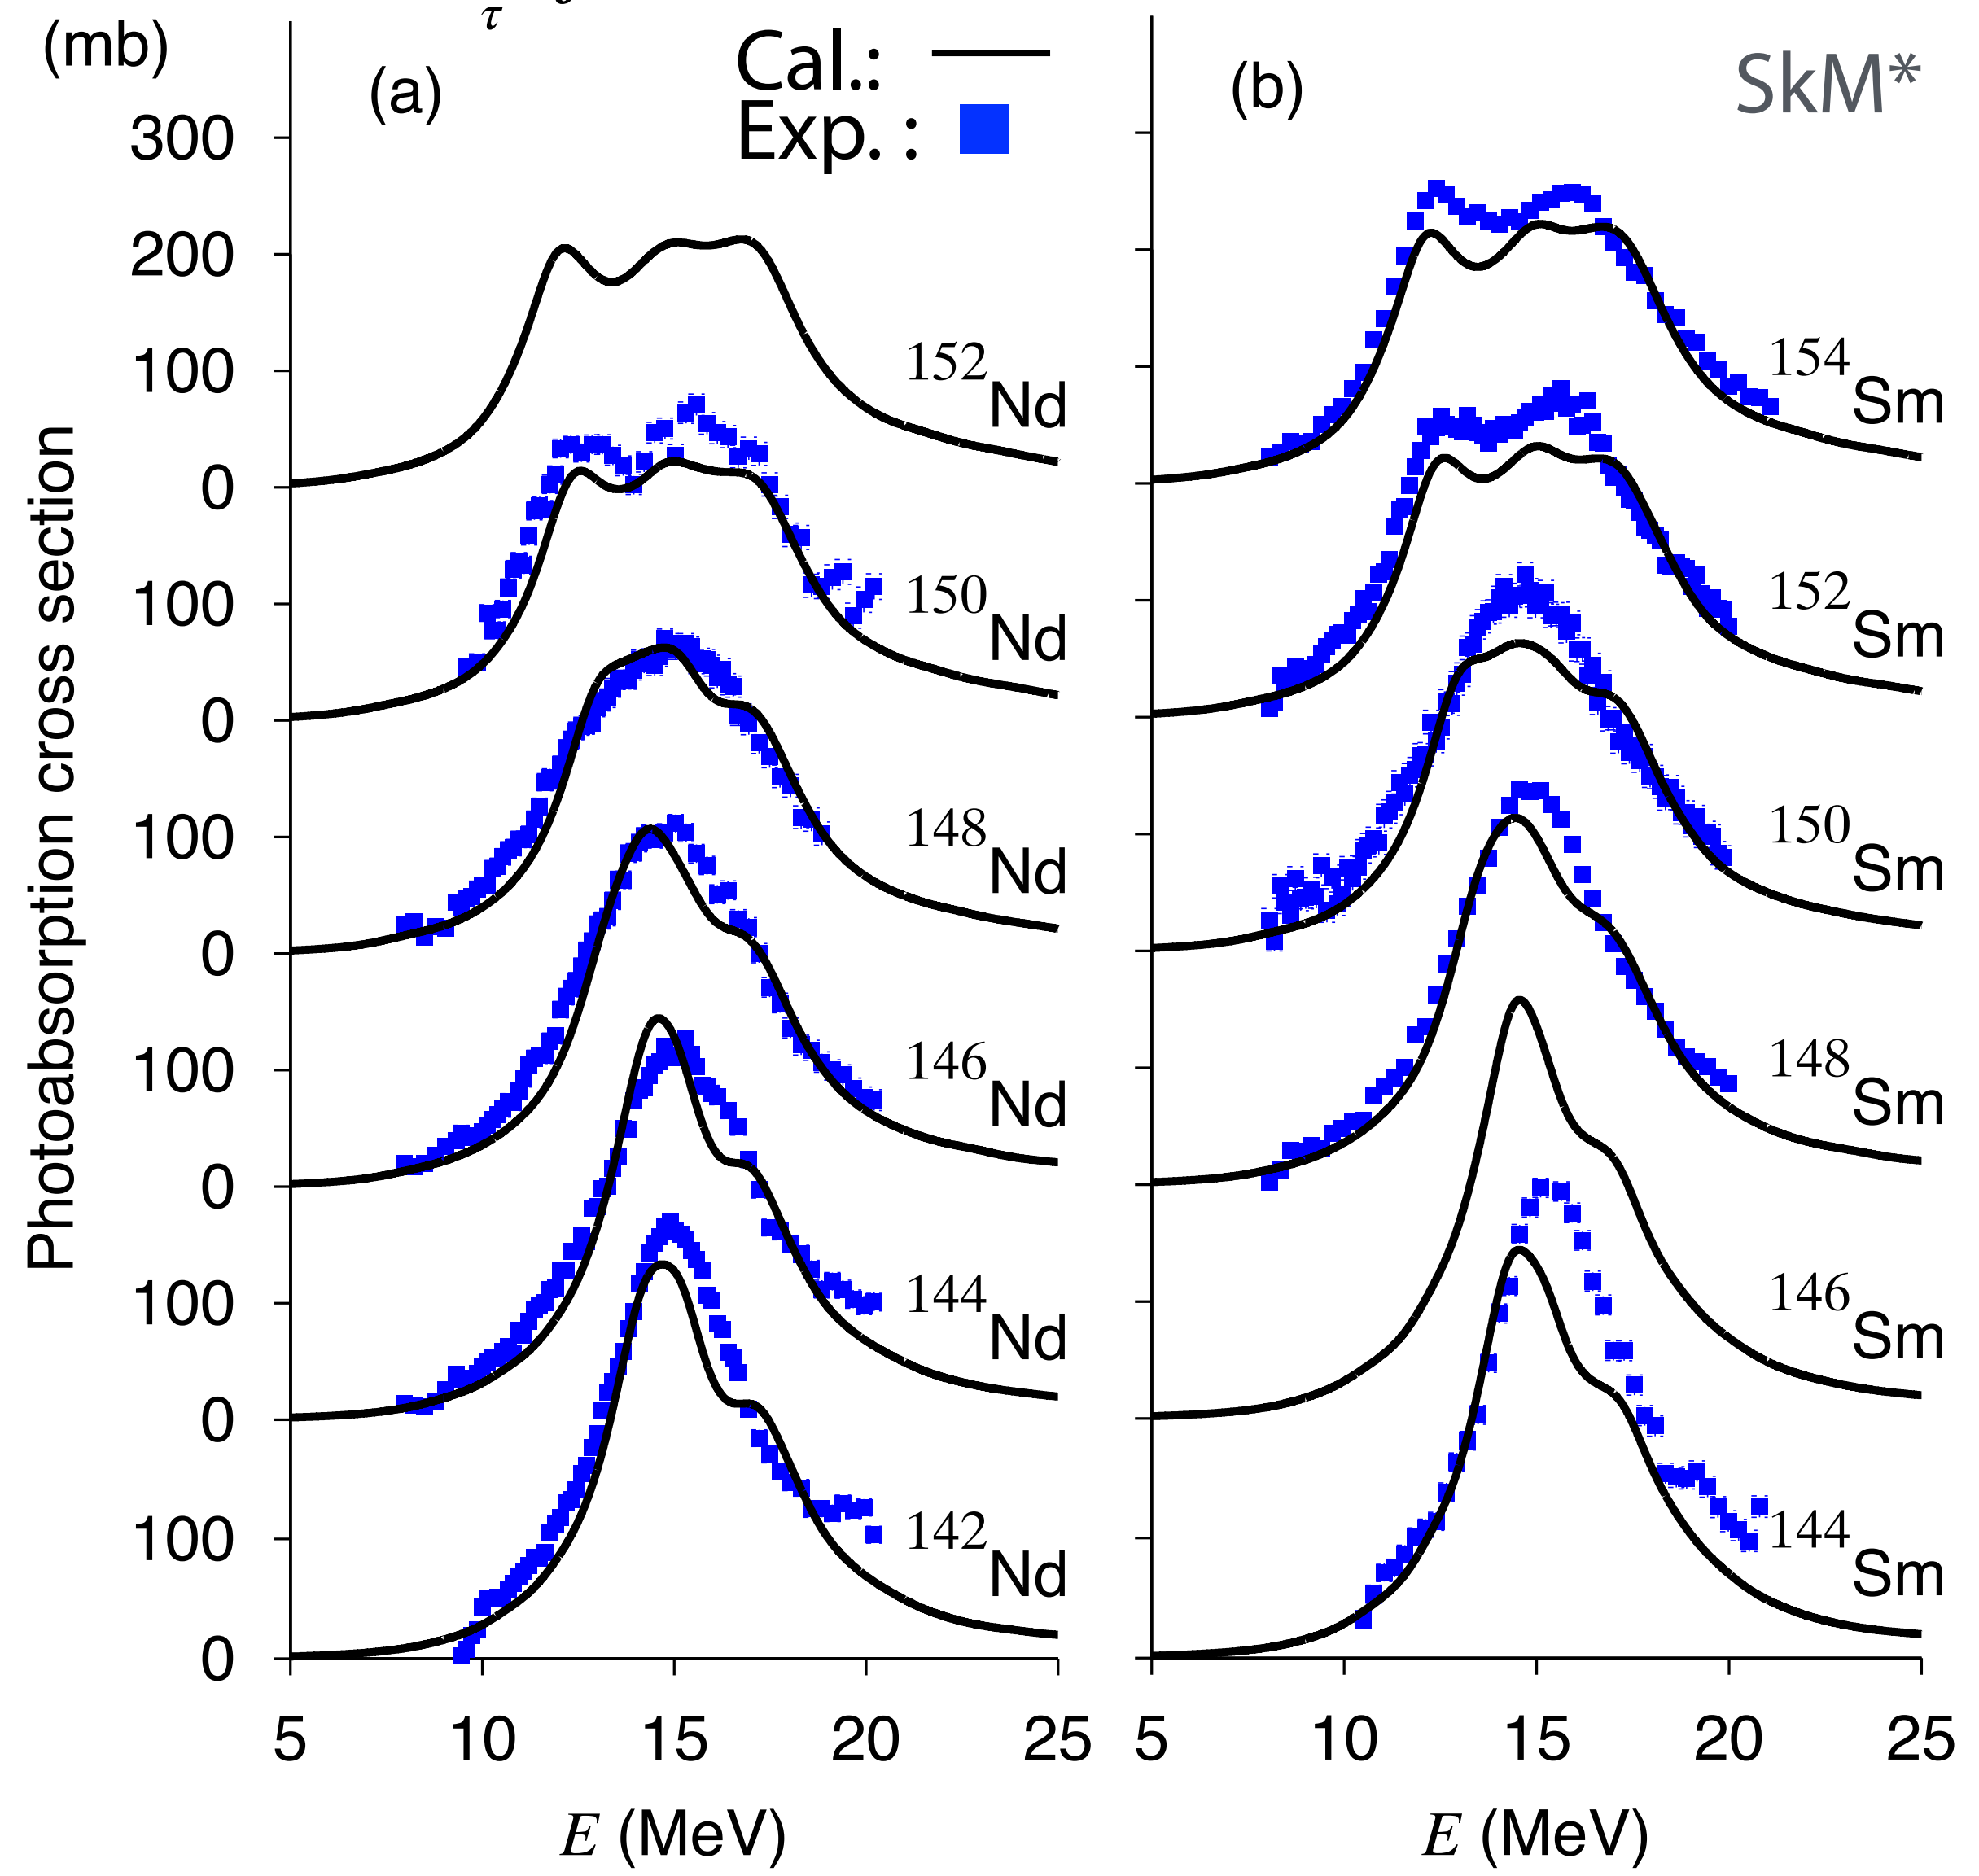 τ
(mb)
(a)
Cal.:
Exp. :
(b)
SkM*
300
200
100
0
100
0
100
0
100
0
100
0
100
0
Photoabsorption cross section
152Nd
150Nd
148Nd
146Nd
144Nd
142Nd
154Sm
152Sm
150Sm
148Sm
146Sm
144Sm
5 10 15 20 25
5 10 15 20 25
E (MeV)
E (MeV)